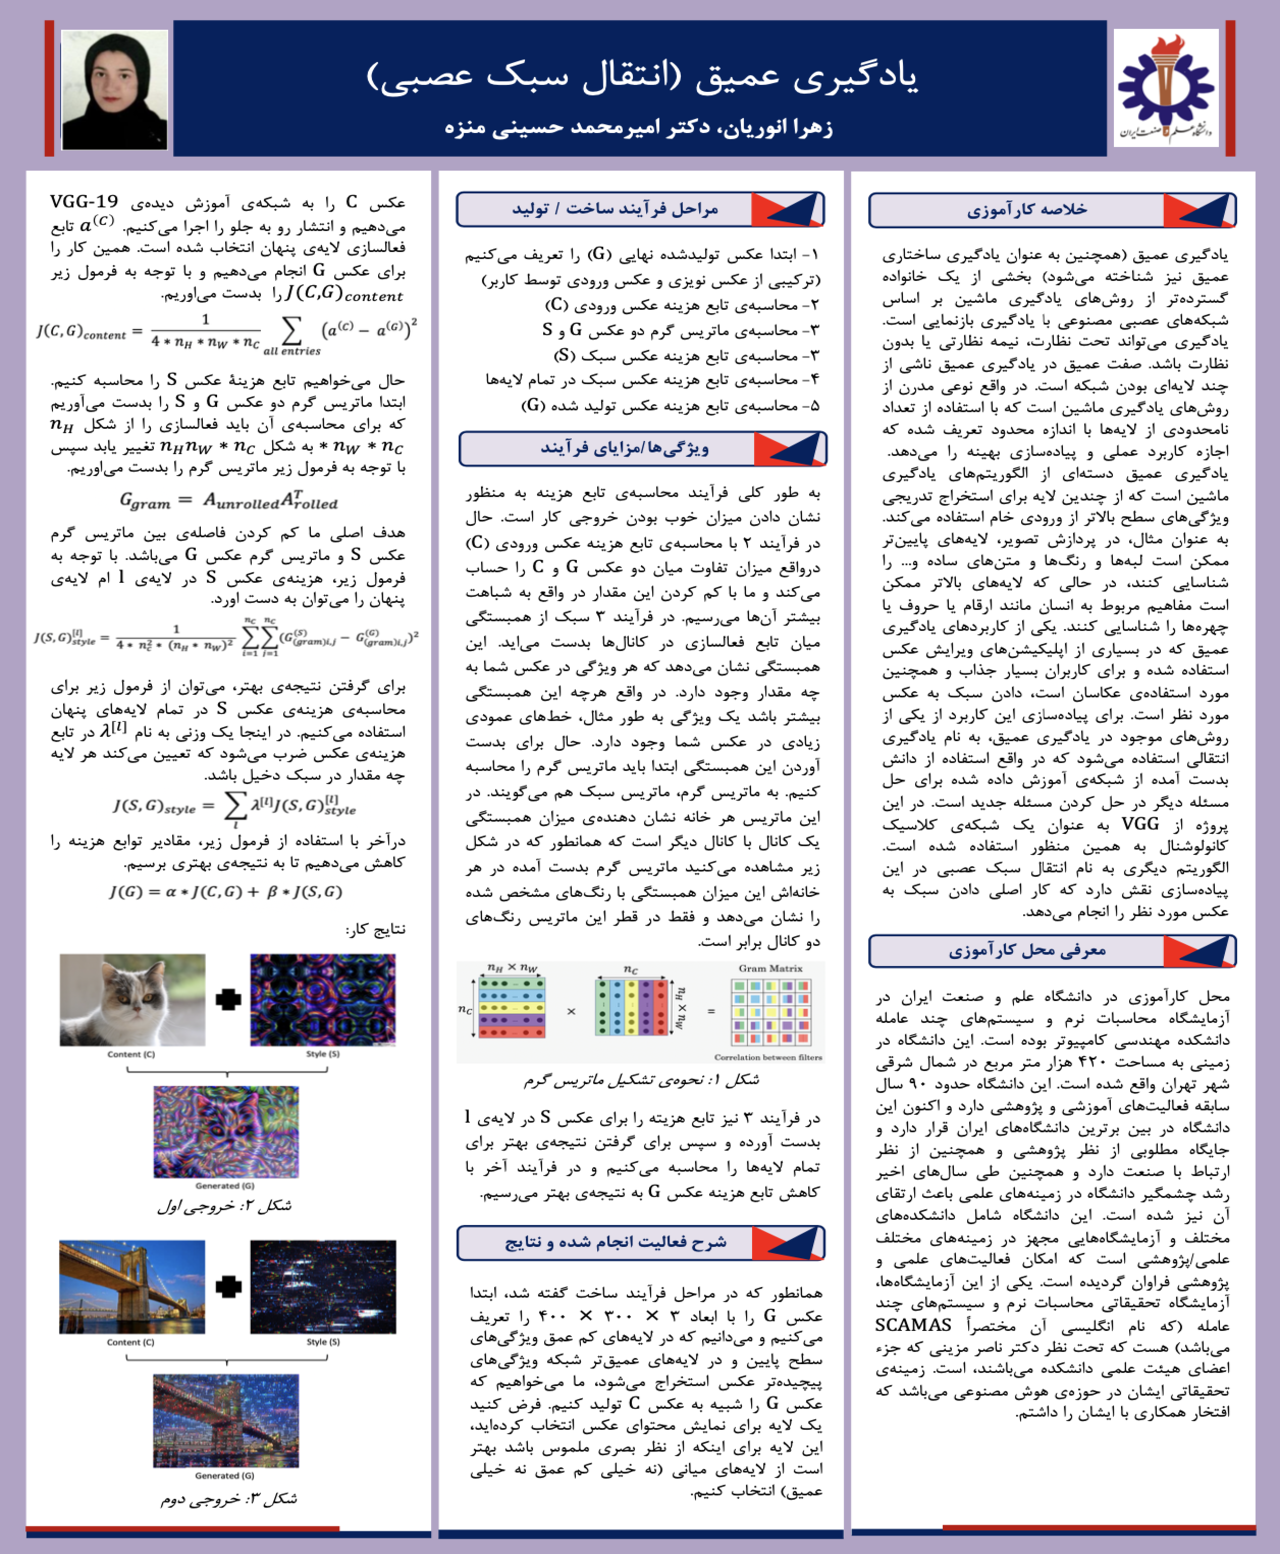 یادگیری عمیق (انتقال سبک عصبی)
زهرا انوریان، دکتر امیرمحمد حسینی منزه
دانشگاه علم و صنعت ایران
خلاصه کارآموزی
یادگیری عمیق (همچنین به عنوان یادگیری ساختاری
عمیق نیز شناخته می‌شود) بخشی از یک خانواده
گسترده‌تر از روش‌های یادگیری ماشین بر اساس
شبکه‌های عصبی مصنوعی با یادگیری بازنمایی است.
یادگیری می‌تواند تحت نظارت، نیمه نظارتی یا بدون
نظارت باشد. صفت عمیق در یادگیری عمیق ناشی از
چند لایه‌ای بودن شبکه است. در واقع نوعی مدرن از
روش‌های یادگیری ماشین است که با استفاده از تعداد
نامحدودی از لایه‌ها با اندازه محدود تعریف شده که
اجازه کاربرد عملی و پیاده‌سازی بهینه را می‌دهد.
یادگیری عمیق دسته‌ای از الگوریتم‌های یادگیری
ماشین است که از چندین لایه برای استخراج تدریجی
ویژگی‌های سطح بالاتر از ورودی خام استفاده می‌کند.
به عنوان مثال، در پردازش تصویر، لایه‌های پایین‌تر
ممکن است لبه‌ها و رنگ‌ها و متن‌های ساده و... را
شناسایی کنند، در حالی که لایه‌های بالاتر ممکن
است مفاهیم مربوط به انسان مانند ارقام یا حروف یا
چهره‌ها را شناسایی کنند. یکی از کاربردهای یادگیری
عمیق که در بسیاری از اپلیکیشن‌های ویرایش عکس
استفاده شده و برای کاربران بسیار جذاب و همچنین
مورد استفاده‌ی عکاسان است، دادن سبک به عکس
مورد نظر است. برای پیاده‌سازی این کاربرد از یکی از
روش‌های موجود در یادگیری عمیق، به نام یادگیری
انتقالی استفاده می‌شود که در واقع استفاده از دانش
بدست آمده از شبکه‌ی آموزش داده شده برای حل
مسئله دیگر در حل کردن مسئله جدید است. در این
پروژه از VGG به عنوان یک شبکه‌ی کلاسیک
کانولوشنال به همین منظور استفاده شده است.
الگوریتم دیگری به نام انتقال سبک عصبی در این
پیاده‌سازی نقش دارد که کار اصلی دادن سبک به
عکس مورد نظر را انجام می‌دهد.
معرفی محل کارآموزی
محل کارآموزی در دانشگاه علم و صنعت ایران در
آزمایشگاه محاسبات نرم و سیستم‌های چند عامله
دانشکده مهندسی کامپیوتر بوده است. این دانشگاه در
زمینی به مساحت ۴۲۰ هزار متر مربع در شمال شرقی
شهر تهران واقع شده است. این دانشگاه حدود ۹۰ سال
سابقه فعالیت‌های آموزشی و پژوهشی دارد و اکنون این
دانشگاه در بین برترین دانشگاه‌های ایران قرار دارد و
جایگاه مطلوبی از نظر پژوهشی و همچنین از نظر
ارتباط با صنعت دارد و همچنین طی سال‌های اخیر
رشد چشمگیر دانشگاه در زمینه‌های علمی باعث ارتقای
آن نیز شده است. این دانشگاه شامل دانشکده‌های
مختلف و آزمایشگاه‌هایی مجهز در زمینه‌های مختلف
علمی/پژوهشی است که امکان فعالیت‌های علمی و
پژوهشی فراوان گردیده است. یکی از این آزمایشگاه‌ها،
آزمایشگاه تحقیقاتی محاسبات نرم و سیستم‌های چند
عامله (که نام انگلیسی آن مختصراً SCAMAS
می‌باشد) هست که تحت نظر دکتر ناصر مزینی که جزء
اعضای هیئت علمی دانشکده می‌باشند، است. زمینه‌ی
تحقیقاتی ایشان در حوزه‌ی هوش مصنوعی می‌باشد که
افتخار همکاری با ایشان را داشتم.
مراحل فرآیند ساخت / تولید
۱- ابتدا عکس تولیدشده نهایی (G) را تعریف می‌کنیم
(ترکیبی از عکس نویزی و عکس ورودی توسط کاربر)
۲- محاسبه‌ی تابع هزینه عکس ورودی (C)
۳- محاسبه‌ی ماتریس گرم دو عکس G و S
۳- محاسبه‌ی تابع هزینه عکس سبک (S)
۴- محاسبه‌ی تابع هزینه عکس سبک در تمام لایه‌ها
۵- محاسبه‌ی تابع هزینه عکس تولید شده (G)
ویژگی‌ها/مزایای فرآیند
به طور کلی فرآیند محاسبه‌ی تابع هزینه به منظور
نشان دادن میزان خوب بودن خروجی کار است. حال
در فرآیند ۲ با محاسبه‌ی تابع هزینه عکس ورودی (C)
درواقع میزان تفاوت میان دو عکس G و C را حساب
می‌کند و ما با کم کردن این مقدار در واقع به شباهت
بیشتر آن‌ها می‌رسیم. در فرآیند ۳ سبک از همبستگی
میان تابع فعالسازی در کانال‌ها بدست می‌اید. این
همبستگی نشان می‌دهد که هر ویژگی در عکس شما به
چه مقدار وجود دارد. در واقع هرچه این همبستگی
بیشتر باشد یک ویژگی به طور مثال، خط‌های عمودی
زیادی در عکس شما وجود دارد. حال برای بدست
آوردن این همبستگی ابتدا باید ماتریس گرم را محاسبه
کنیم. به ماتریس گرم، ماتریس سبک هم می‌گویند. در
این ماتریس هر خانه نشان دهنده‌ی میزان همبستگی
یک کانال با کانال دیگر است که همانطور که در شکل
زیر مشاهده می‌کنید ماتریس گرم بدست آمده در هر
خانه‌اش این میزان همبستگی با رنگ‌های مشخص شده
را نشان می‌دهد و فقط در قطر این ماتریس رنگ‌های
دو کانال برابر است.
n_H × n_W
n_C
n_C
n_H × n_W
×
=
Gram Matrix
Correlation between filters
شکل ۱: نحوه‌ی تشکیل ماتریس گرم
در فرآیند ۳ نیز تابع هزیته را برای عکس S در لایه‌ی l
بدست آورده و سپس برای گرفتن نتیجه‌ی بهتر برای
تمام لایه‌ها را محاسبه می‌کنیم و در فرآیند آخر با
کاهش تابع هزینه عکس G به نتیجه‌ی بهتر می‌رسیم.
شرح فعالیت انجام شده و نتایج
همانطور که در مراحل فرآیند ساخت گفته شد، ابتدا
عکس G را با ابعاد ۳ × ۳۰۰ × ۴۰۰ را تعریف
می‌کنیم و می‌دانیم که در لایه‌های کم عمق ویژگی‌های
سطح پایین و در لایه‌های عمیق‌تر شبکه ویژگی‌های
پیچیده‌تر عکس استخراج می‌شود، ما می‌خواهیم که
عکس G را شبیه به عکس C تولید کنیم. فرض کنید
یک لایه برای نمایش محتوای عکس انتخاب کرده‌اید،
این لایه برای اینکه از نظر بصری ملموس باشد بهتر
است از لایه‌های میانی (نه خیلی کم عمق نه خیلی
عمیق) انتخاب کنیم.
عکس C را به شبکه‌ی آموزش دیده‌ی VGG-19
می‌دهیم و انتشار رو به جلو را اجرا می‌کنیم. a^(C) تابع
فعالسازی لایه‌ی پنهان انتخاب شده است. همین کار را
برای عکس G انجام می‌دهیم و با توجه به فرمول زیر
J(C,G)_content را بدست می‌اوریم.
J(C,G)_content = 1 / (4 * n_H * n_W * n_C) ∑_all entries (a^(C) − a^(G))^2
حال می‌خواهیم تابع هزینهٔ عکس S را محاسبه کنیم.
ابتدا ماتریس گرم دو عکس G و S را بدست می‌آوریم
که برای محاسبه‌ی آن باید فعالسازی را از شکل n_H
* n_W * n_C به شکل n_H n_W * n_C تغییر یابد سپس
با توجه به فرمول زیر ماتریس گرم را بدست می‌اوریم.
G_gram = A_unrolled A^T_rolled
هدف اصلی ما کم کردن فاصله‌ی بین ماتریس گرم
عکس S و ماتریس گرم عکس G می‌باشد. با توجه به
فرمول زیر، هزینه‌ی عکس S در لایه‌ی l ام لایه‌ی
پنهان را می‌توان به دست اورد.
J(S,G)^[l]_style = 1 / (4 * n_c^2 * (n_H * n_W)^2) ∑_{i=1}^{n_C} ∑_{j=1}^{n_C} (G^(S)_(gram)i,j − G^(G)_(gram)i,j)^2
برای گرفتن نتیجه‌ی بهتر، می‌توان از فرمول زیر برای
محاسبه‌ی هزینه‌ی عکس S در تمام لایه‌های پنهان
استفاده می‌کنیم. در اینجا یک وزنی به نام λ^[l] در تابع
هزینه‌ی عکس ضرب می‌شود که تعیین می‌کند هر لایه
چه مقدار در سبک دخیل باشد.
J(S,G)_style = ∑_l λ^[l] J(S,G)^[l]_style
درآخر با استفاده از فرمول زیر، مقادیر توابع هزینه را
کاهش می‌دهیم تا به نتیجه‌ی بهتری برسیم.
J(G) = α * J(C,G) + β * J(S,G)
نتایج کار:
Content (C)
Style (S)
Generated (G)
شکل ۲: خروجی اول
Content (C)
Style (S)
Generated (G)
شکل ۳: خروجی دوم